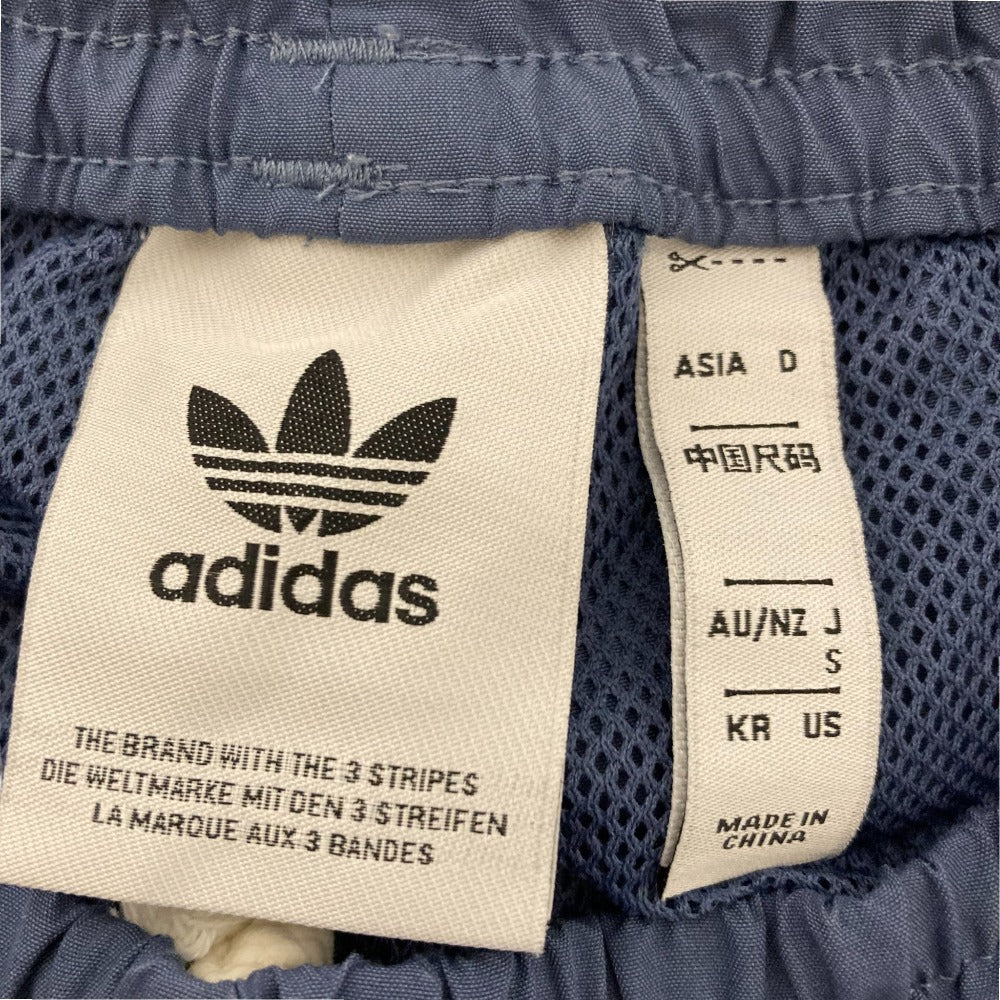 adidas
THE BRAND WITH THE 3 STRIPES
DIE WELTMARKE MIT DEN 3 STREIFEN
LA MARQUE AUX 3 BANDES
ASIA D
中国尺码
AU/NZ J
S
KR US
MADE IN
CHINA